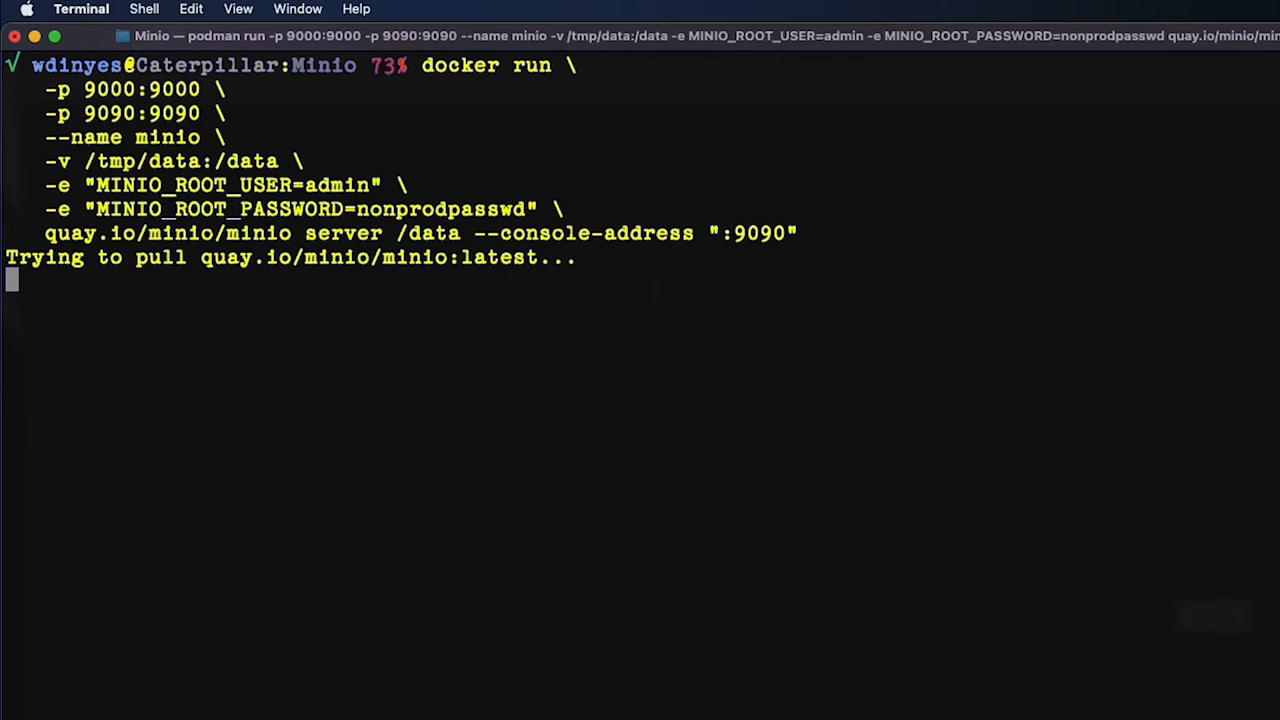 Terminal Shell Edit View Window Help
Minio — podman run -p 9000:9000 -p 9090:9090 --name minio -v /tmp/data:/data -e MINIO_ROOT_USER=admin -e MINIO_ROOT_PASSWORD=nonprodpasswd quay.io/minio/mini
√ wdinyes@Caterpillar:Minio 73% docker run \
-p 9000:9000 \
-p 9090:9090 \
--name minio \
-v /tmp/data:/data \
-e "MINIO_ROOT_USER=admin" \
-e "MINIO_ROOT_PASSWORD=nonprodpasswd" \
quay.io/minio/minio server /data --console-address ":9090"
Trying to pull quay.io/minio/minio:latest...